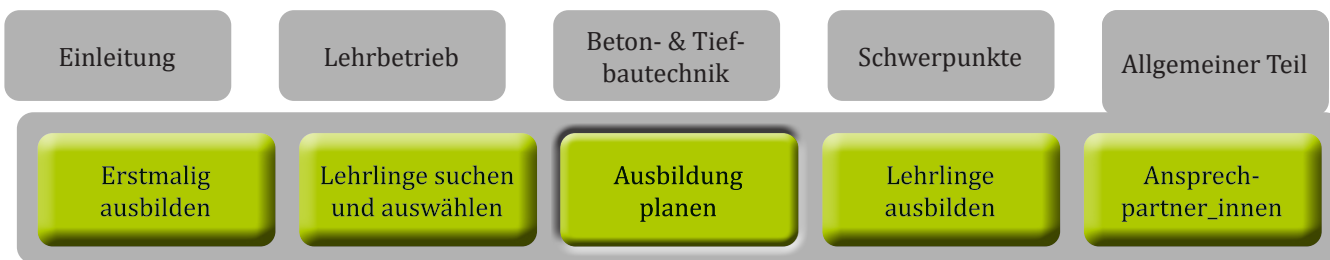 Einleitung
Lehrbetrieb
Beton- & Tief-
bautechnik
Schwerpunkte
Allgemeiner Teil
Erstmalig
ausbilden
Lehrlinge suchen
und auswählen
Ausbildung
planen
Lehrlinge
ausbilden
Ansprech-
partner_innen